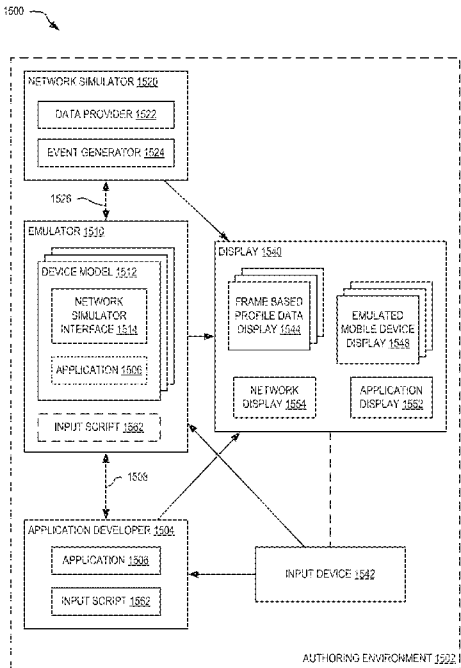 1500
NETWORK SIMULATOR 1520
DATA PROVIDER 1522
EVENT GENERATOR 1524
1526
EMULATOR 1510
DEVICE MODEL 1512
NETWORK
SIMULATOR
INTERFACE 1514
APPLICATION 1506
INPUT SCRIPT 1562
DISPLAY 1540
FRAME BASED
PROFILE DATA
DISPLAY 1544
EMULATED
MOBILE DEVICE
DISPLAY 1548
NETWORK
DISPLAY 1554
APPLICATION
DISPLAY 1552
1508
APPLICATION DEVELOPER 1504
APPLICATION 1506
INPUT SCRIPT 1562
INPUT DEVICE 1542
AUTHORING ENVIRONMENT 1502